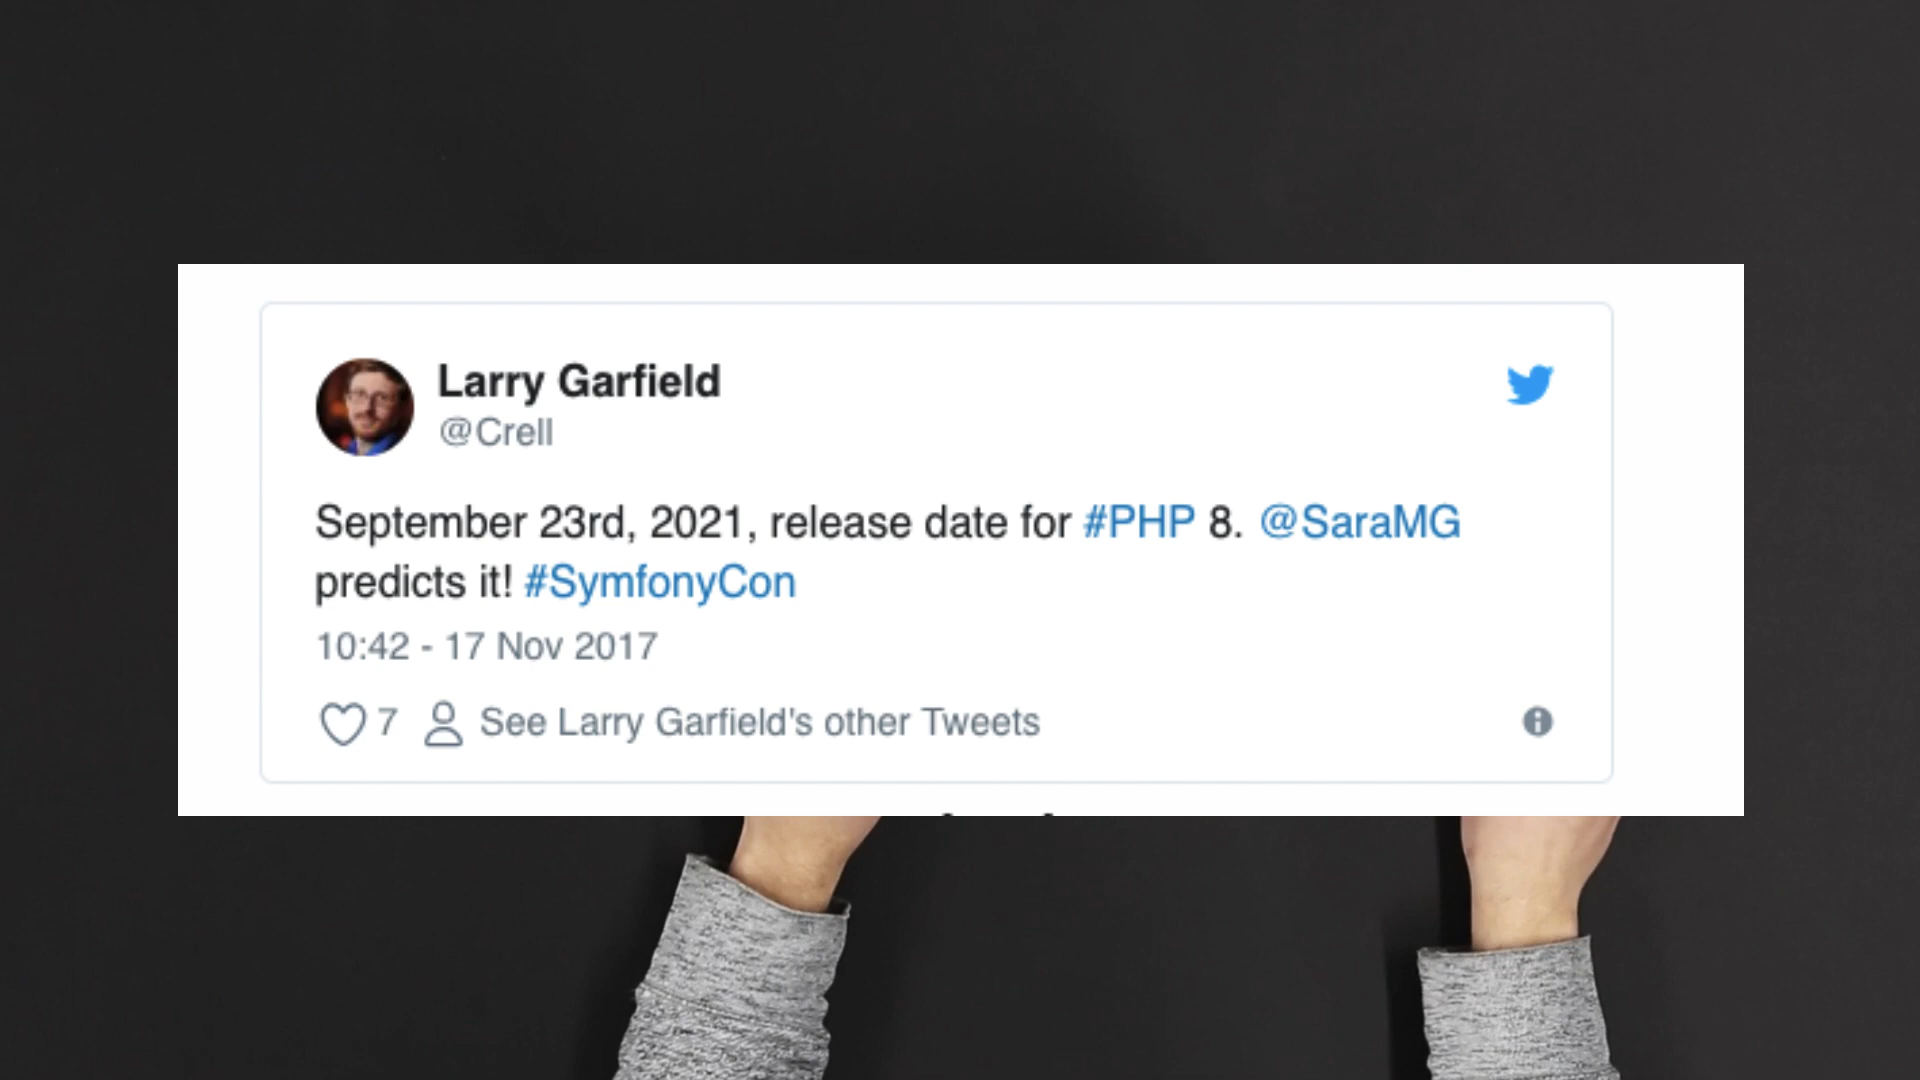 Larry Garfield
@Crell
September 23rd, 2021, release date for #PHP 8. @SaraMG
predicts it! #SymfonyCon
10:42 - 17 Nov 2017
7 See Larry Garfield's other Tweets